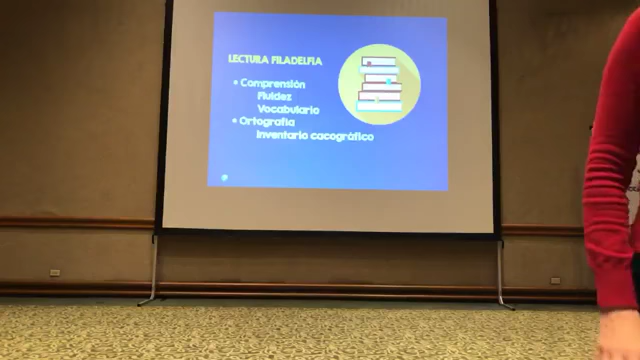 LECTURA FILADELFIA
• Comprensión
Fluidez
Vocabulario
• Ortografía
Inventario cacográfico